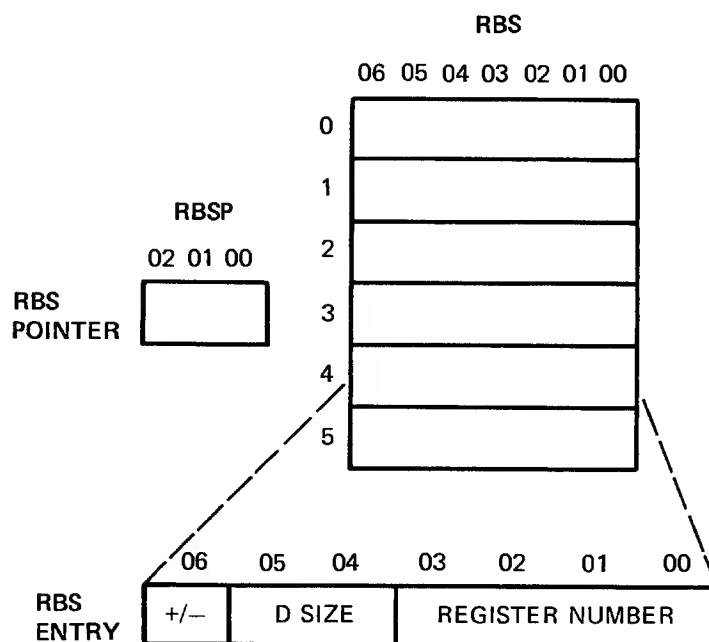 RBS
06 05 04 03 02 01 00
0
1
RBSP
2
02 01 00
RBS
POINTER
3
4
5
06 05 04 03 02 01 00
RBS
ENTRY
+/− D SIZE REGISTER NUMBER